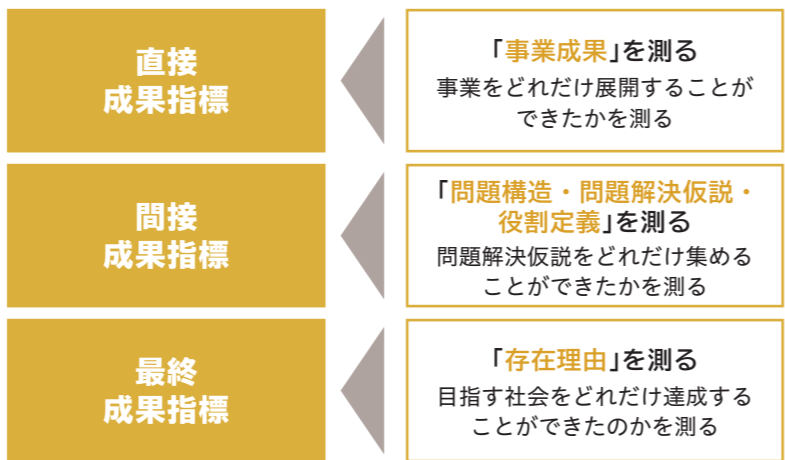 直接
成果指標
「事業成果」を測る
事業をどれだけ展開することが
できたかを測る
間接
成果指標
「問題構造・問題解決仮説・
役割定義」を測る
問題解決仮説をどれだけ集める
ことができたかを測る
最終
成果指標
「存在理由」を測る
目指す社会をどれだけ達成する
ことができたのかを測る